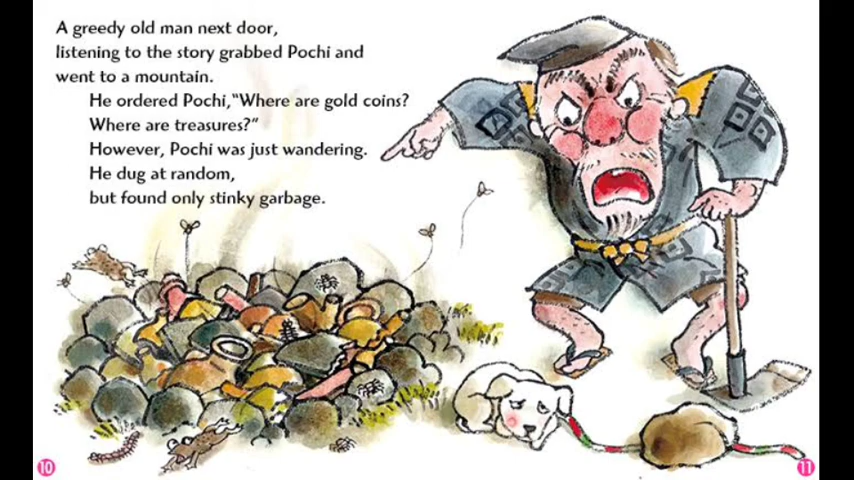 A greedy old man next door,
listening to the story grabbed Pochi and
went to a mountain.
He ordered Pochi,“Where are gold coins?
Where are treasures?”
However, Pochi was just wandering.
He dug at random,
but found only stinky garbage.
10
11